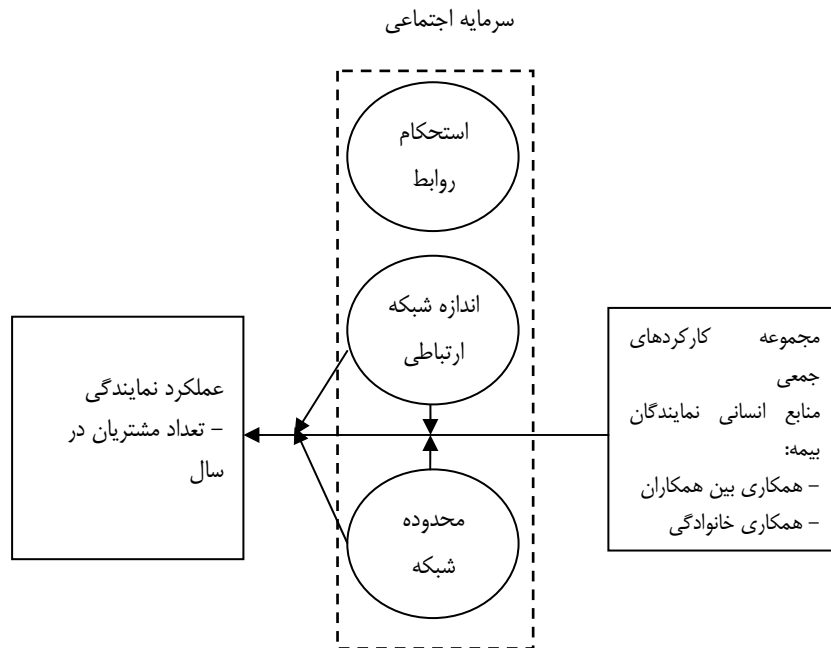 سرمایه اجتماعی
استحکام
روابط
اندازه شبکه
ارتباطی
محدوده
شبکه
مجموعه کارکردهای
جمعی
منابع انسانی نمایندگان
بیمه:
– همکاری بین همکاران
– همکاری خانوادگی
عملکرد نمایندگی
– تعداد مشتریان در
سال